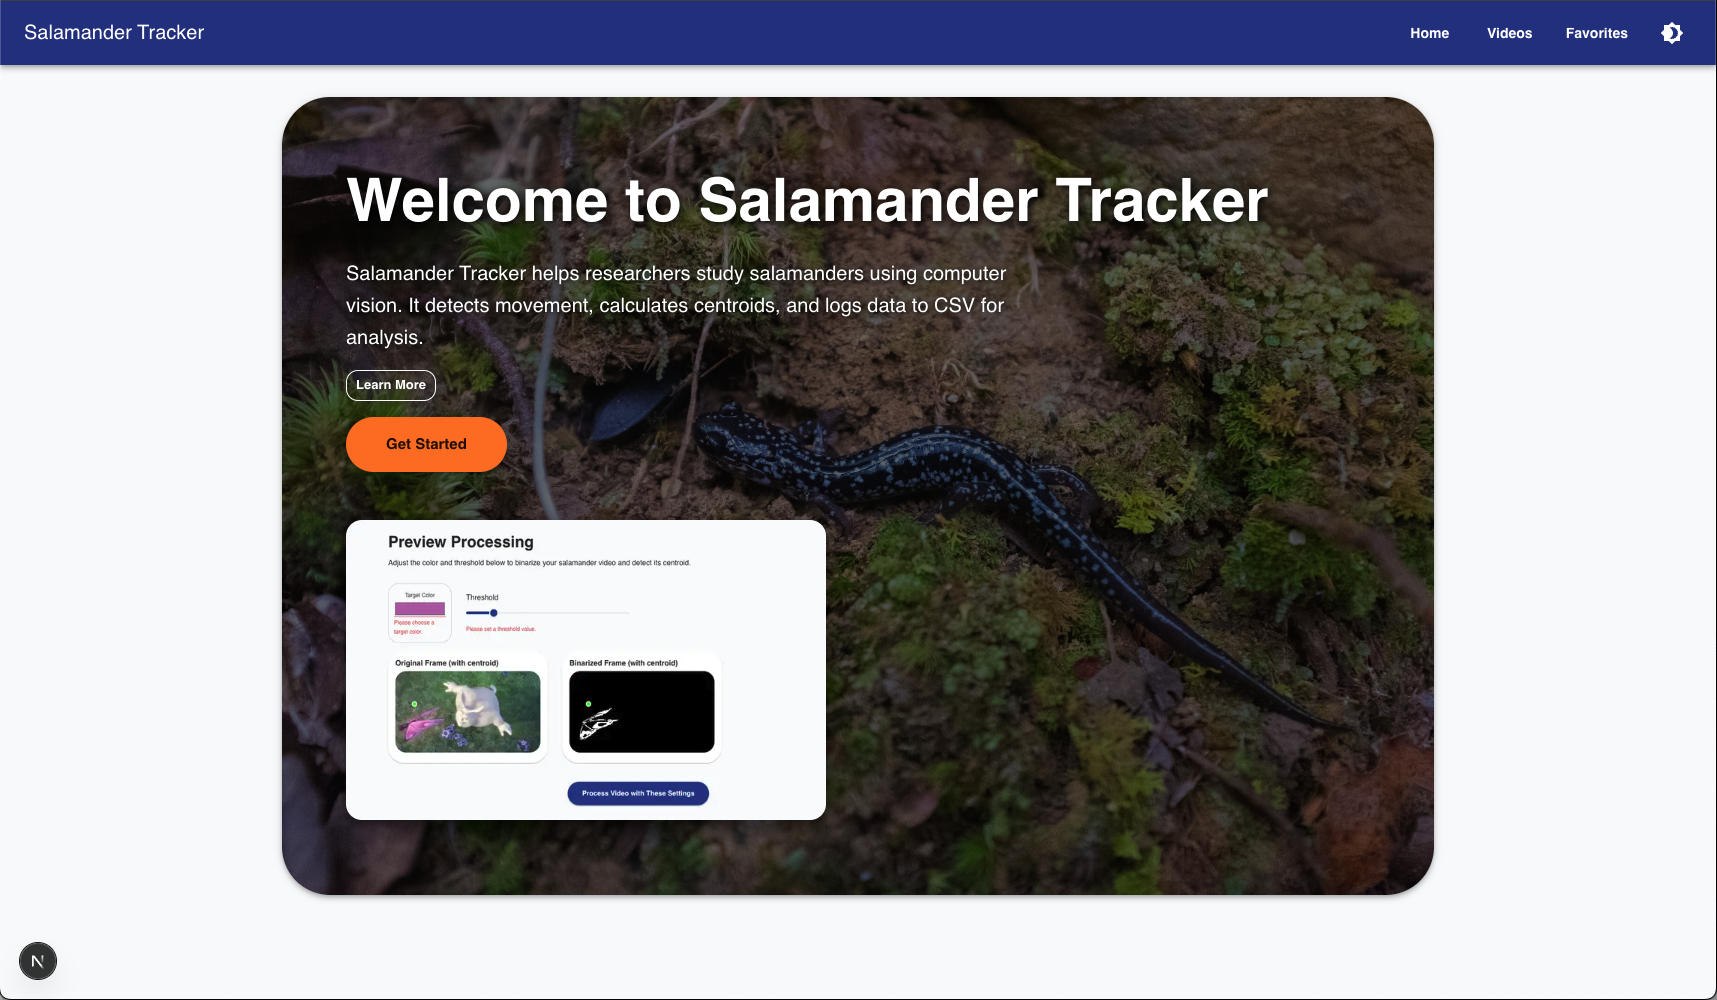 Salamander Tracker
Home
Videos
Favorites
Welcome to Salamander Tracker
Salamander Tracker helps researchers study salamanders using computer
vision. It detects movement, calculates centroids, and logs data to CSV for
analysis.
Learn More
Get Started
Preview Processing
Adjust the color and threshold below to binarize your salamander video and detect its centroid.
Target Color
Please choose a
target color.
Threshold
Please set a threshold value.
Original Frame (with centroid)
Binarized Frame (with centroid)
Process Video with These Settings
N